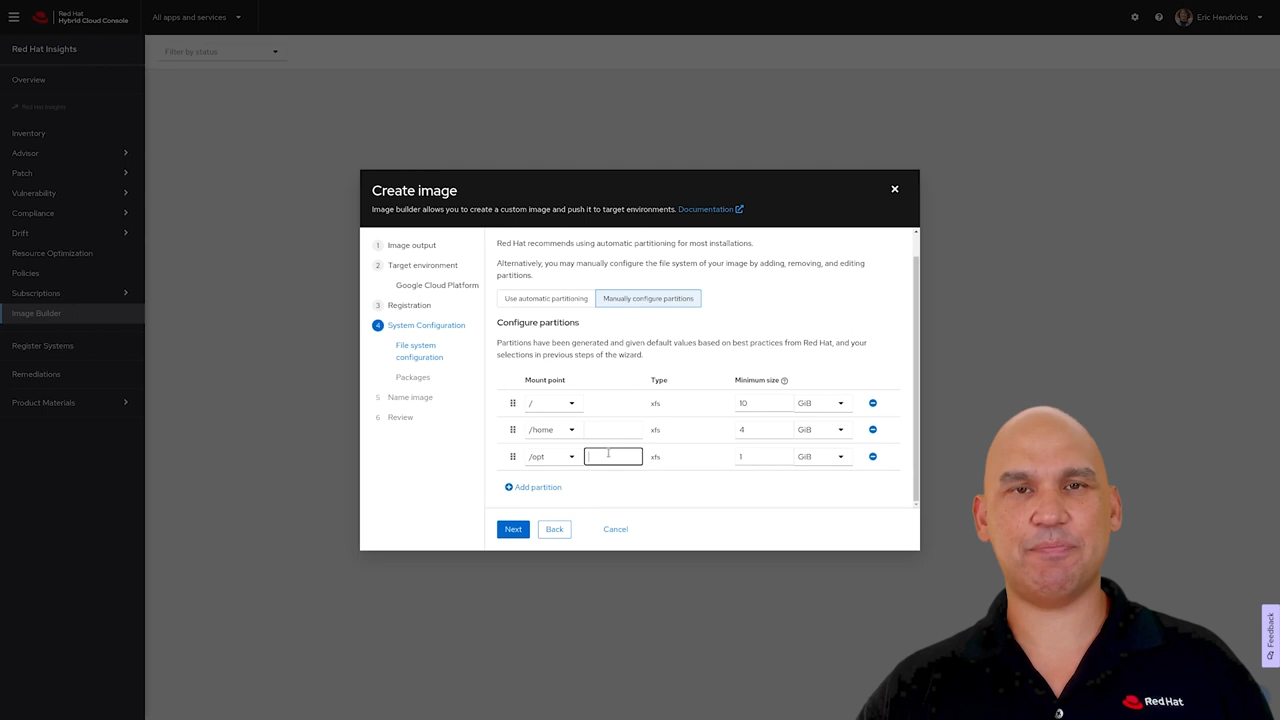 Red Hat
Hybrid Cloud Console
All apps and services
Eric Hendricks
Red Hat Insights
Filter by status
Overview
Red Hat Insights
Inventory
Advisor
Patch
Vulnerability
Compliance
Drift
Resource Optimization
Policies
Subscriptions
Image Builder
Register Systems
Remediations
Product Materials
Create image
Image builder allows you to create a custom image and push it to target environments. Documentation
1 Image output
2 Target environment
Google Cloud Platform
3 Registration
4 System Configuration
File system
configuration
Packages
5 Name image
6 Review
Red Hat recommends using automatic partitioning for most installations.
Alternatively, you may manually configure the file system of your image by adding, removing, and editing
partitions.
Use automatic partitioning Manually configure partitions
Configure partitions
Partitions have been generated and given default values based on best practices from Red Hat, and your
selections in previous steps of the wizard.
Mount point Type Minimum size
/ xfs 10 GiB
/home xfs 4 GiB
/opt xfs 1 GiB
Add partition
Next Back Cancel
Feedback
Red Hat